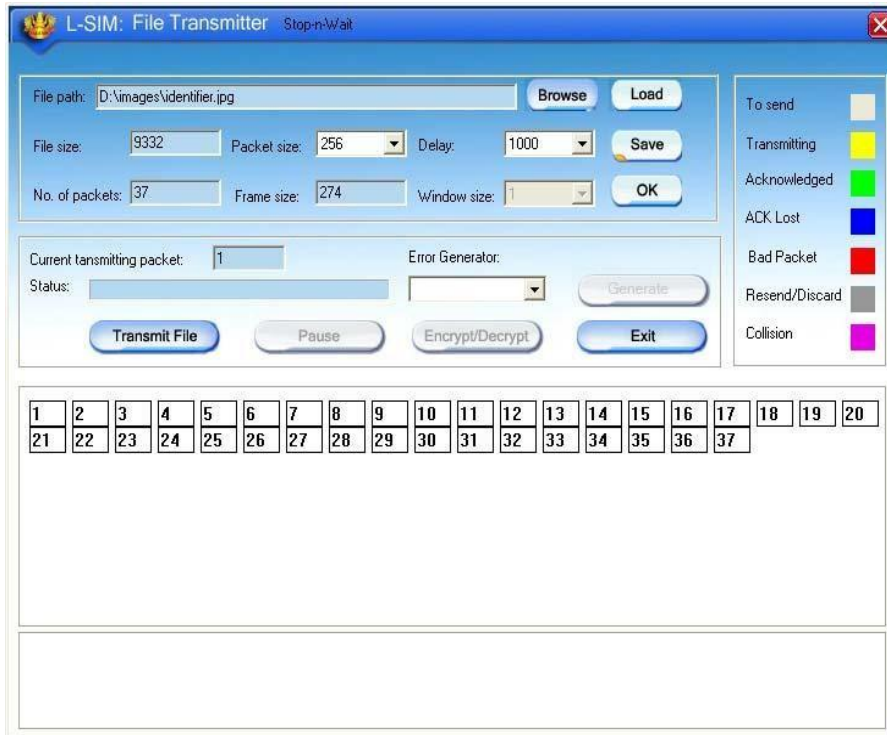 L-SIM: File Transmitter Stop-n-Wait
File path: D:\images\identifier.jpg Browse Load
File size: 9332 Packet size: 256 Delay: 1000 Save
No. of packets: 37 Frame size: 274 Window size: 1 OK
To send
Transmitting
Acknowledged
ACK Lost
Bad Packet
Resend/Discard
Collision
Current tansmitting packet: 1 Error Generator:
Status: Generate
Transmit File Pause Encrypt/Decrypt Exit
1 2 3 4 5 6 7 8 9 10 11 12 13 14 15 16 17 18 19 20
21 22 23 24 25 26 27 28 29 30 31 32 33 34 35 36 37